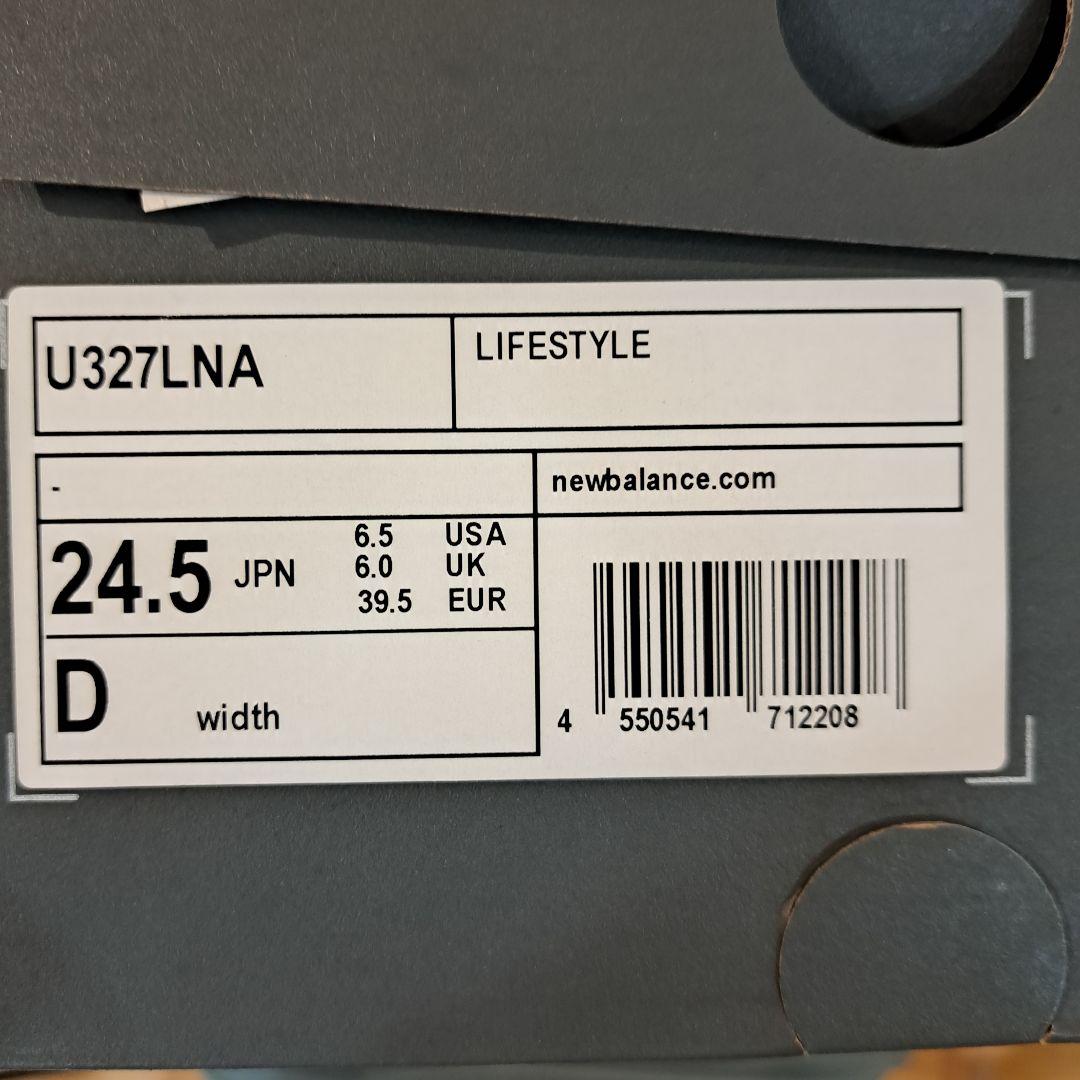 U327LNA
LIFESTYLE
-
newbalance.com
24.5 JPN
6.5 USA
6.0 UK
39.5 EUR
D width
4 550541 712208